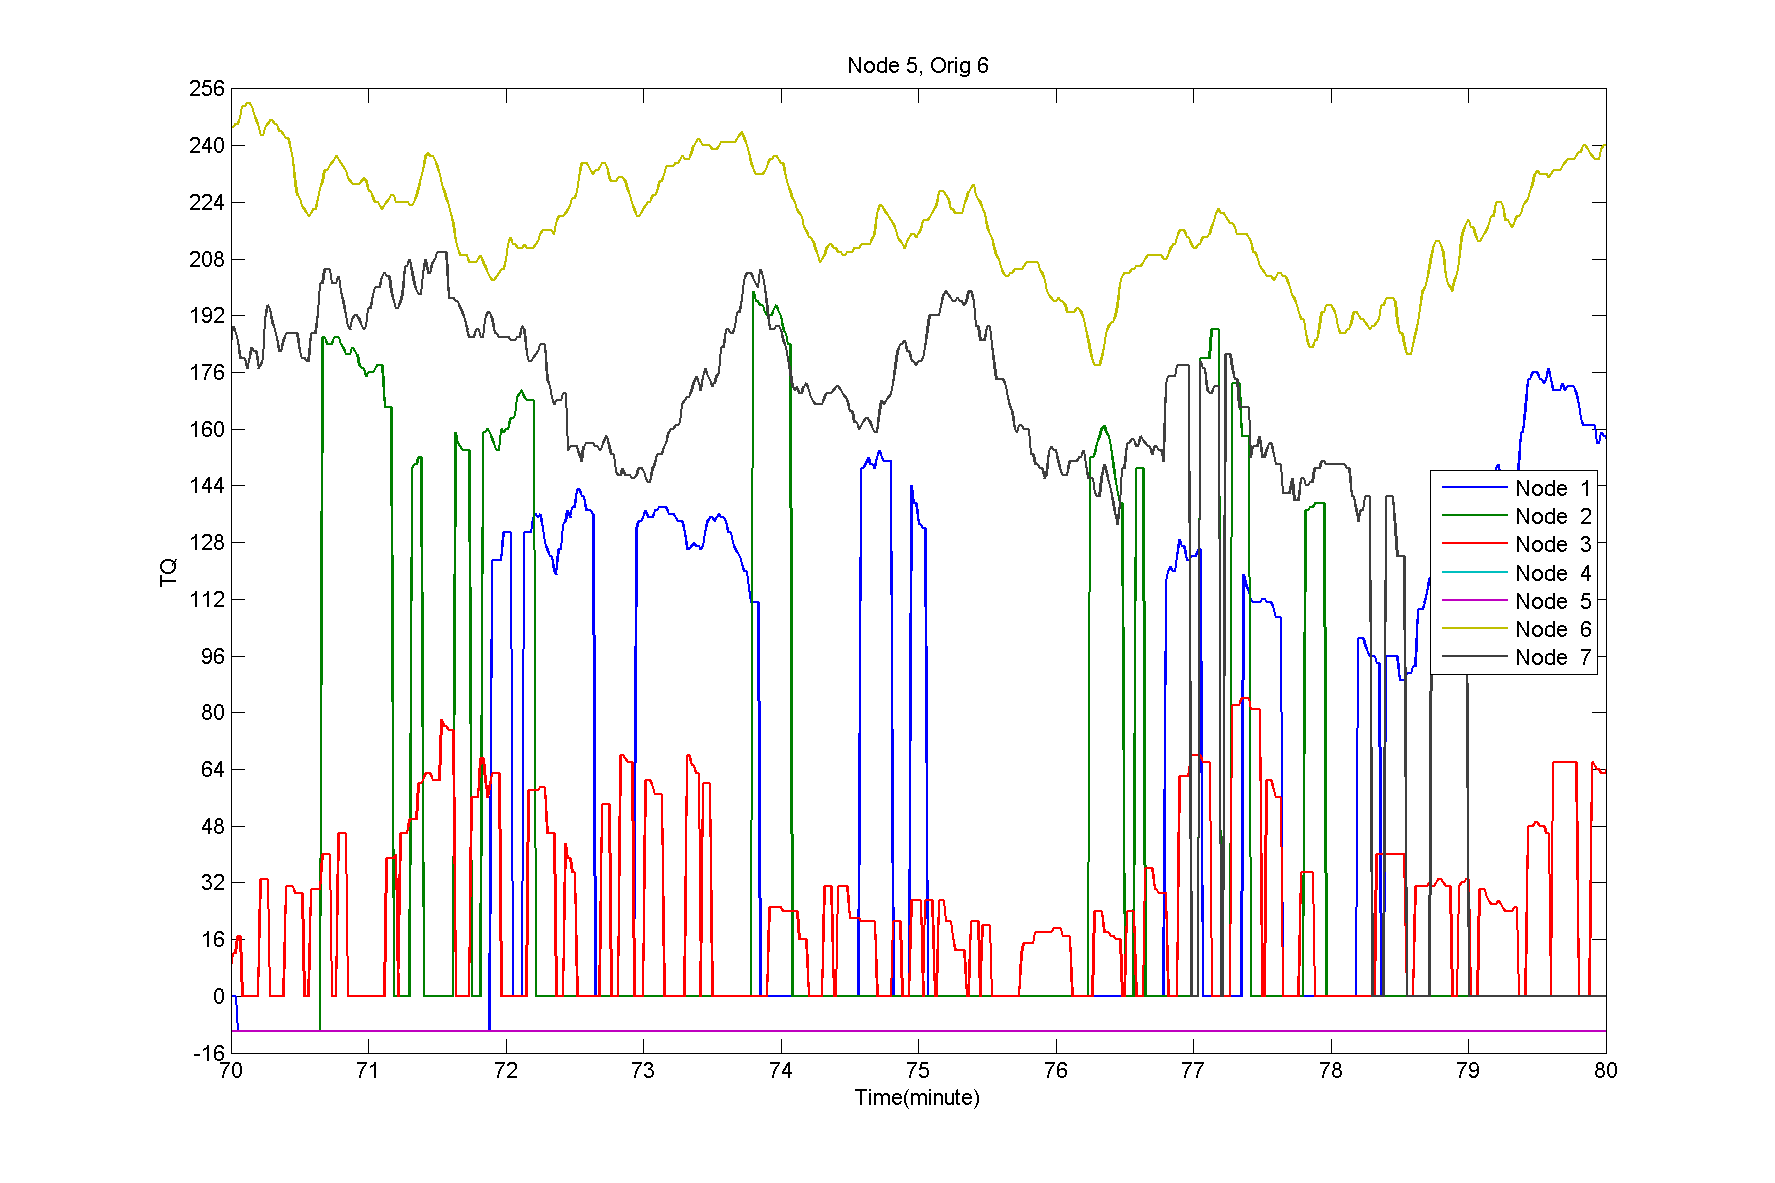 Node 5, Orig 6
256
240
224
208
192
176
160
144
128
112
96
80
64
48
32
16
0
-16
TQ
Node 1
Node 2
Node 3
Node 4
Node 5
Node 6
Node 7
70 71 72 73 74 75 76 77 78 79 80
Time(minute)